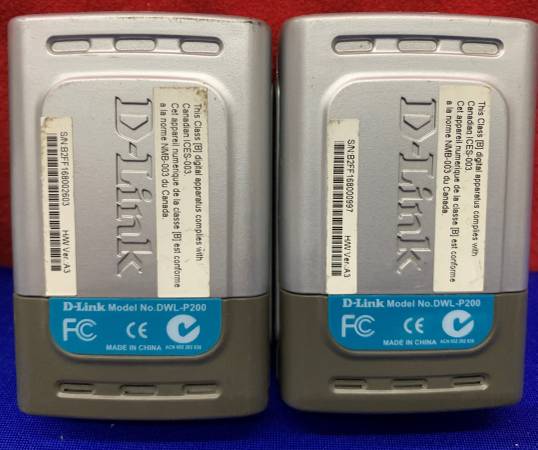 D-Link
This Class [B] digital apparatus complies with
Canadian ICES-003.
Cet appareil numerique de la classe [B] est conforme
a la norme NMB-003 du Canada.
S/N:B2FF168002603
H/W Ver.:A3
D-Link Model No.DWL-P200
FC CE
MADE IN CHINA
D-Link
This Class [B] digital apparatus complies with
Canadian ICES-003.
Cet appareil numerique de la classe [B] est conforme
a la norme NMB-003 du Canada.
S/N:B2FF168000997
H/W Ver.:A3
D-Link Model No.DWL-P200
FC CE
MADE IN CHINA